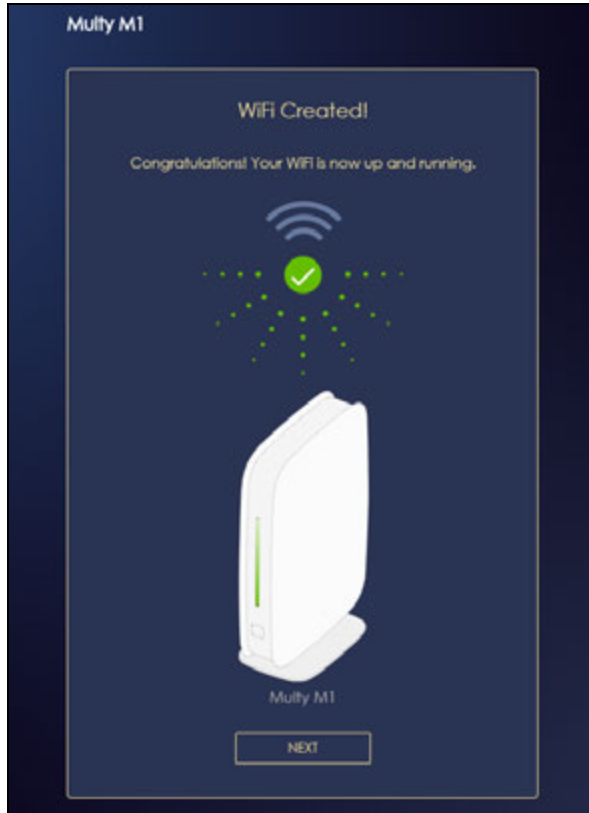 Multy M1
WiFi Created!
Congratulations! Your WiFi is now up and running.
Multy M1
NEXT